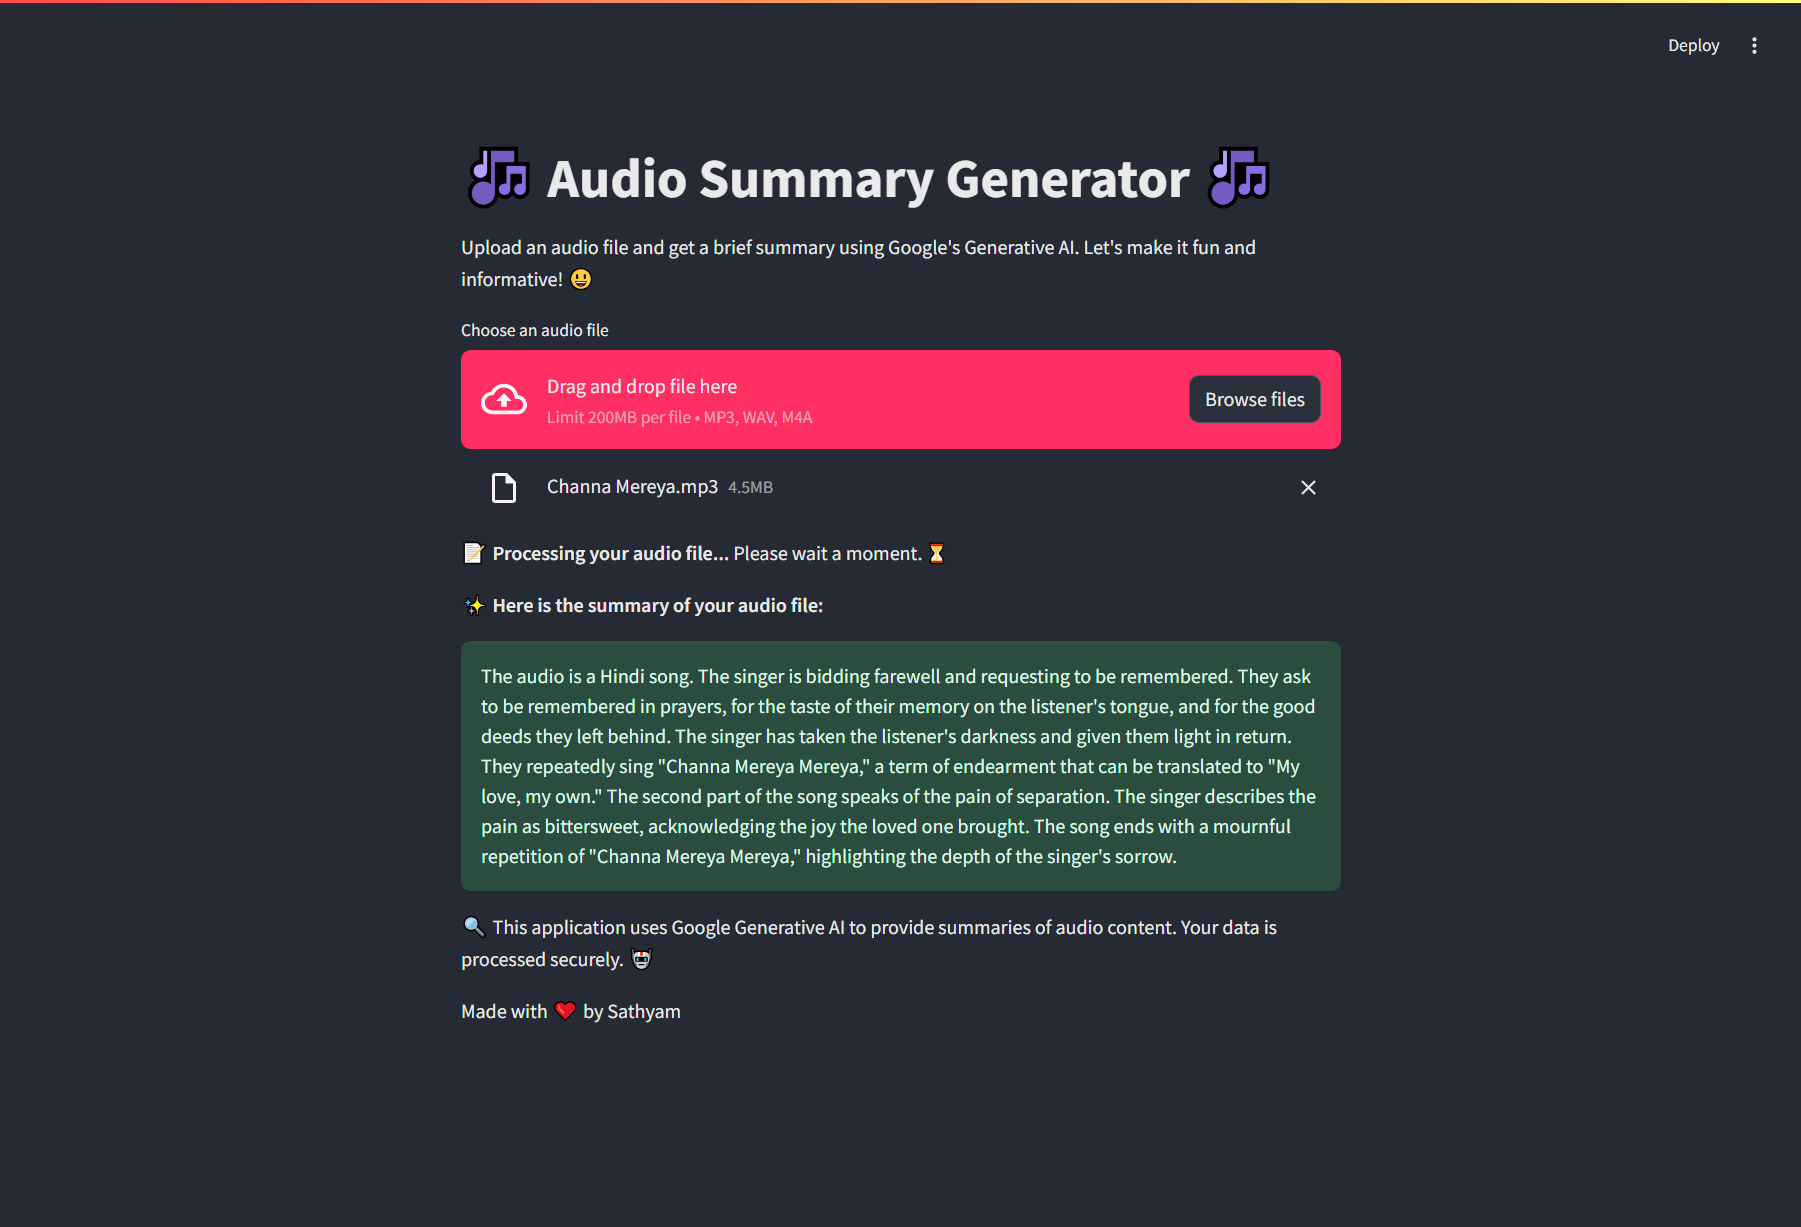 Deploy
Audio Summary Generator
Upload an audio file and get a brief summary using Google's Generative AI. Let's make it fun and
informative! 😃
Choose an audio file
Drag and drop file here
Limit 200MB per file • MP3, WAV, M4A
Browse files
Channa Mereya.mp3 4.5MB
Processing your audio file... Please wait a moment.
Here is the summary of your audio file:
The audio is a Hindi song. The singer is bidding farewell and requesting to be remembered. They ask
to be remembered in prayers, for the taste of their memory on the listener's tongue, and for the good
deeds they left behind. The singer has taken the listener's darkness and given them light in return.
They repeatedly sing "Channa Mereya Mereya," a term of endearment that can be translated to "My
love, my own." The second part of the song speaks of the pain of separation. The singer describes the
pain as bittersweet, acknowledging the joy the loved one brought. The song ends with a mournful
repetition of "Channa Mereya Mereya," highlighting the depth of the singer's sorrow.
This application uses Google Generative AI to provide summaries of audio content. Your data is
processed securely.
Made with ❤️ by Sathyam